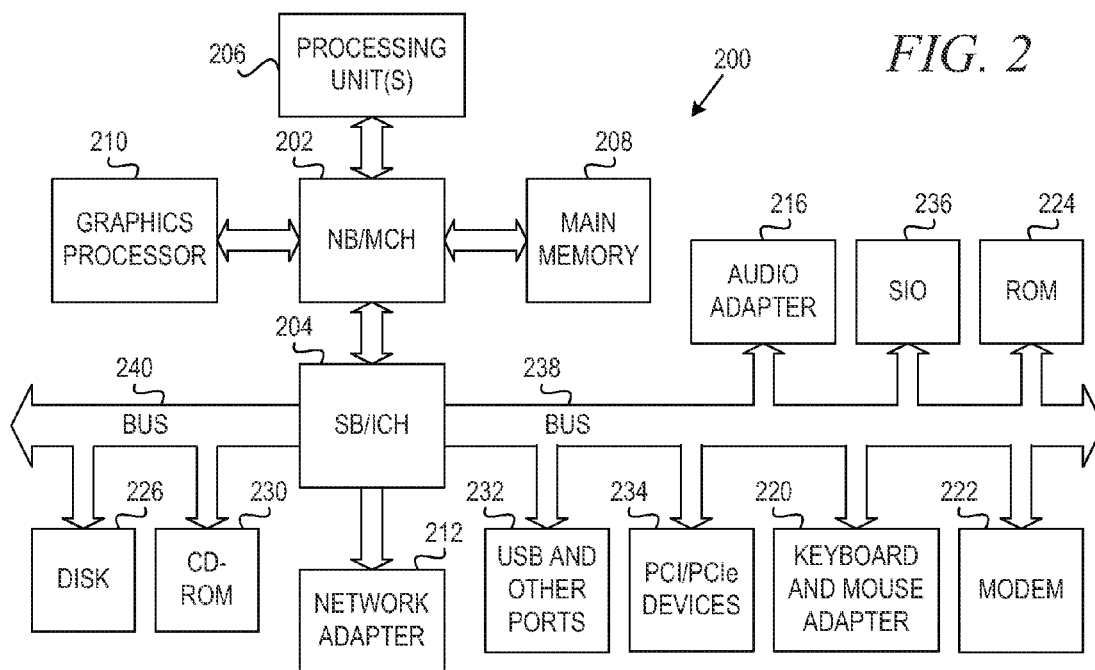 FIG. 2
200
206
PROCESSING
UNIT(S)
210
GRAPHICS
PROCESSOR
202
NB/MCH
208
MAIN
MEMORY
216
AUDIO
ADAPTER
236
SIO
224
ROM
204
SB/ICH
240
BUS
238
BUS
226
DISK
230
CD-
ROM
212
NETWORK
ADAPTER
232
USB AND
OTHER
PORTS
234
PCI/PCIe
DEVICES
220
KEYBOARD
AND MOUSE
ADAPTER
222
MODEM